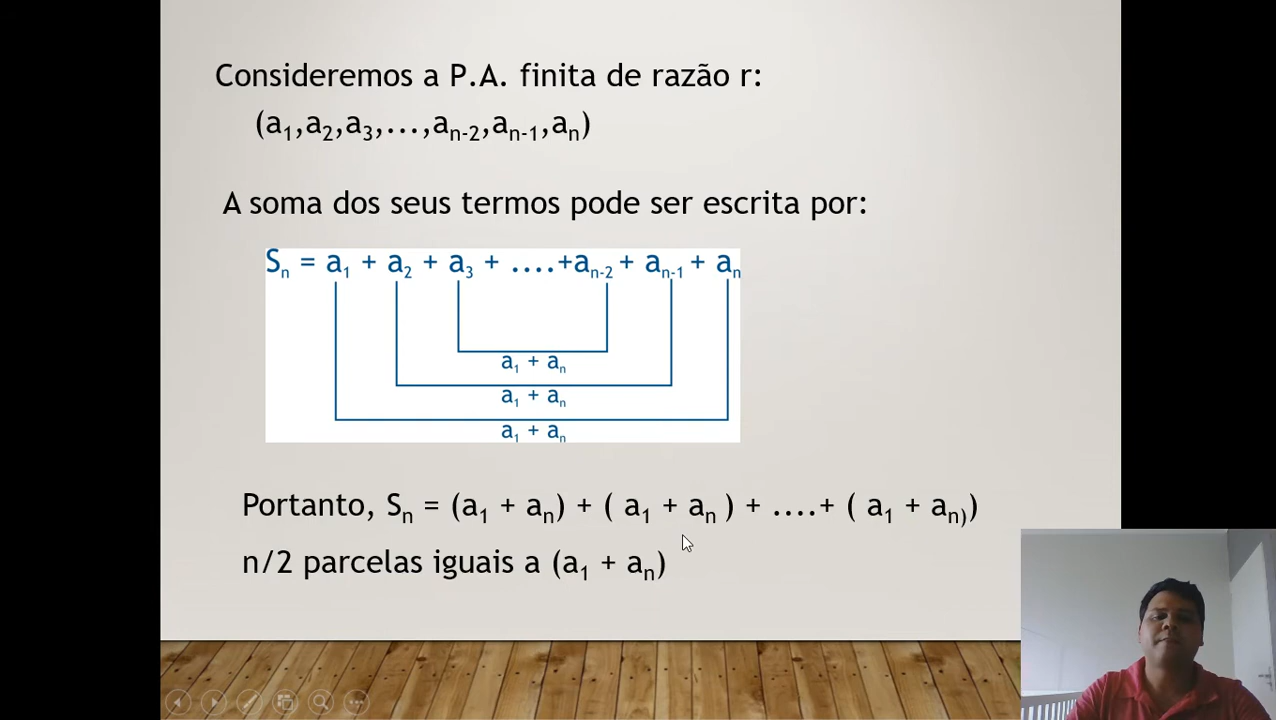 Consideremos a P.A. finita de razão r:
(a₁,a₂,a₃,...,aₙ₋₂,aₙ₋₁,aₙ)
A soma dos seus termos pode ser escrita por:
Sₙ = a₁ + a₂ + a₃ + ....+aₙ₋₂ + aₙ₋₁ + aₙ
a₁ + aₙ
a₁ + aₙ
a₁ + aₙ
Portanto, Sₙ = (a₁ + aₙ) + ( a₁ + aₙ ) + ....+ ( a₁ + aₙ₎)
n/2 parcelas iguais a (a₁ + aₙ)